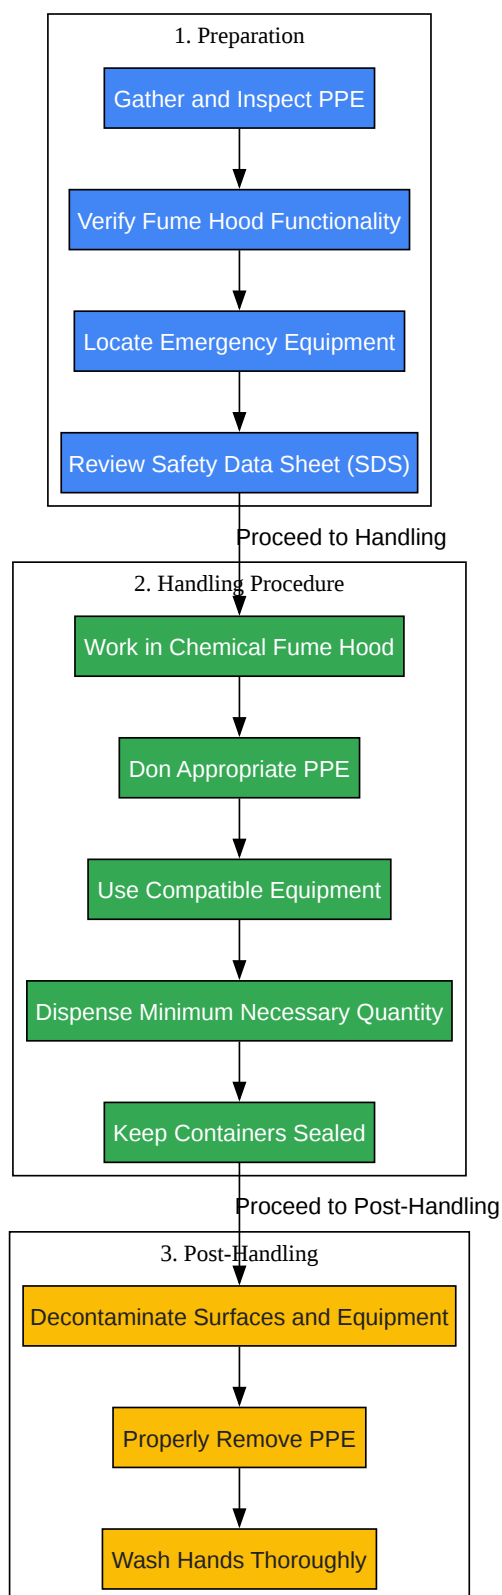 1. Preparation
Gather and Inspect PPE
Verify Fume Hood Functionality
Locate Emergency Equipment
Review Safety Data Sheet (SDS)
Proceed to Handling
2. Handling Procedure
Work in Chemical Fume Hood
Don Appropriate PPE
Use Compatible Equipment
Dispense Minimum Necessary Quantity
Keep Containers Sealed
Proceed to Post-Handling
3. Post-Handling
Decontaminate Surfaces and Equipment
Properly Remove PPE
Wash Hands Thoroughly